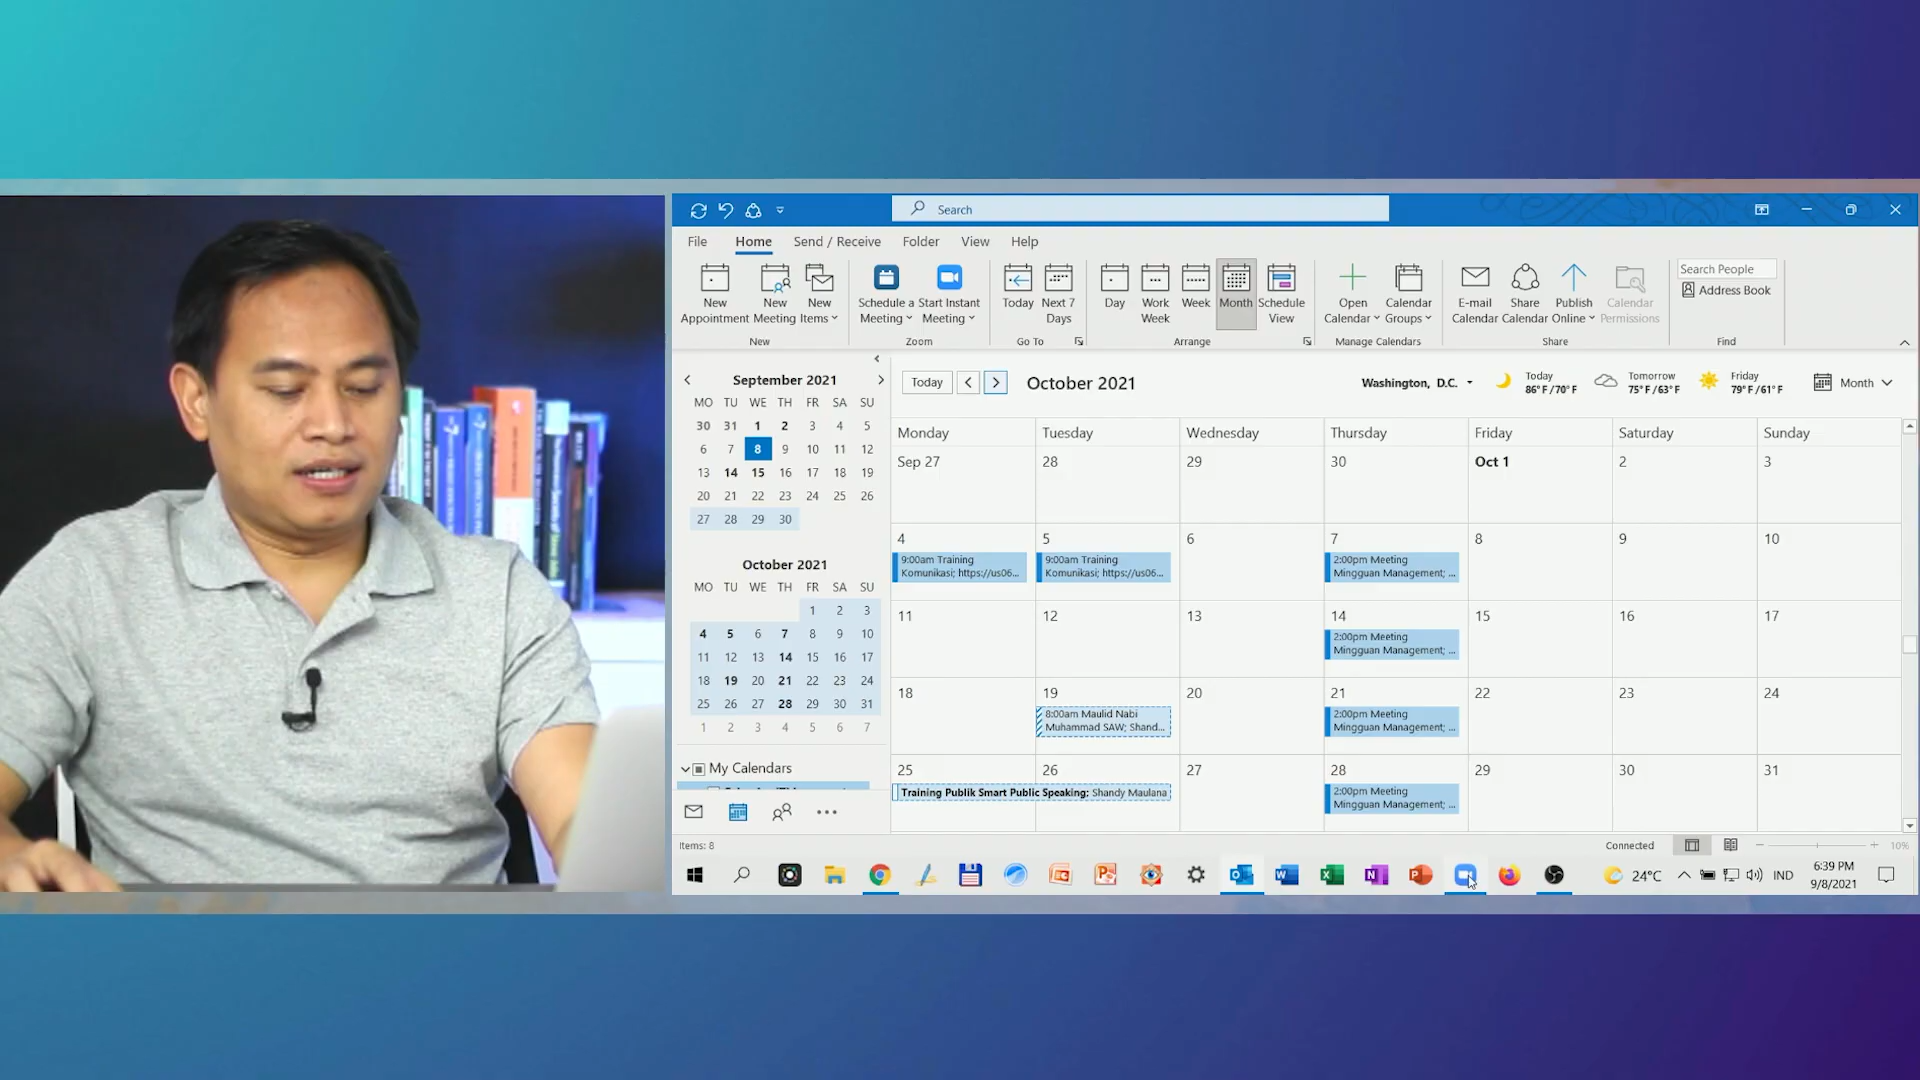 Search
File Home Send / Receive Folder View Help
New Appointment
New Meeting
New Items
New
Schedule a Meeting
Start Instant Meeting
Zoom
Today
Next 7 Days
Go To
Day
Work Week
Week
Month
Schedule View
Arrange
Open Calendar
Calendar Groups
Manage Calendars
E-mail Calendar
Share Calendar
Publish Online
Calendar Permissions
Share
Search People
Address Book
Find
September 2021
MO TU WE TH FR SA SU
30 31 1 2 3 4 5
6 7 8 9 10 11 12
13 14 15 16 17 18 19
20 21 22 23 24 25 26
27 28 29 30
October 2021
MO TU WE TH FR SA SU
1 2 3
4 5 6 7 8 9 10
11 12 13 14 15 16 17
18 19 20 21 22 23 24
25 26 27 28 29 30 31
1 2 3 4 5 6 7
My Calendars
Items: 8
Today
October 2021
Washington, D.C.
Today
86°F/70°F
Tomorrow
75°F/63°F
Friday
79°F/61°F
Month
Monday Tuesday Wednesday Thursday Friday Saturday Sunday
Sep 27 28 29 30 Oct 1 2 3
4 5 6 7 8 9 10
9:00am Training
Komunikasi; https://us06...
9:00am Training
Komunikasi; https://us06...
2:00pm Meeting
Mingguan Management; ...
11 12 13 14 15 16 17
2:00pm Meeting
Mingguan Management; ...
18 19 20 21 22 23 24
8:00am Maulid Nabi
Muhammad SAW; Shand...
2:00pm Meeting
Mingguan Management; ...
25 26 27 28 29 30 31
Training Publik Smart Public Speaking; Shandy Maulana
2:00pm Meeting
Mingguan Management; ...
Connected
10%
24°C
IND
6:39 PM
9/8/2021